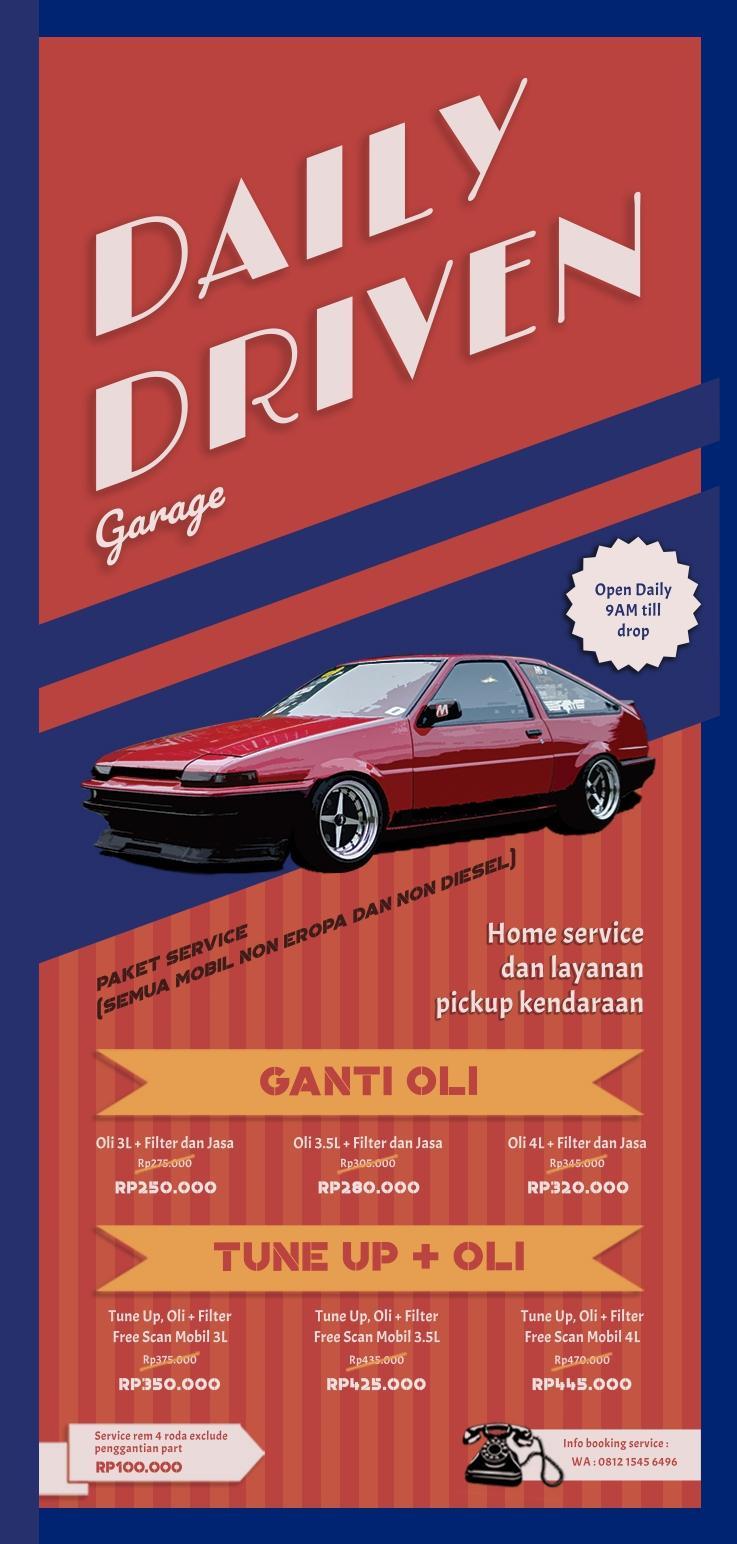 DAILY
DRIVEN
Garage
Open Daily
9AM till
drop
M
PAKET SERVICE
(SEMUA MOBIL NON EROPA DAN NON DIESEL)
Home service
dan layanan
pickup kendaraan
GANTI OLI
Oli 3L + Filter dan Jasa
Rp275.000
RP250.000
Oli 3.5L + Filter dan Jasa
Rp305.000
RP280.000
Oli 4L + Filter dan Jasa
Rp345.000
RP320.000
TUNE UP + OLI
Tune Up, Oli + Filter
Free Scan Mobil 3L
Rp375.000
RP350.000
Tune Up, Oli + Filter
Free Scan Mobil 3.5L
Rp435.000
RP425.000
Tune Up, Oli + Filter
Free Scan Mobil 4L
Rp470.000
RP445.000
Service rem 4 roda exclude
penggantian part
RP100.000
Info booking service :
WA : 0812 1545 6496